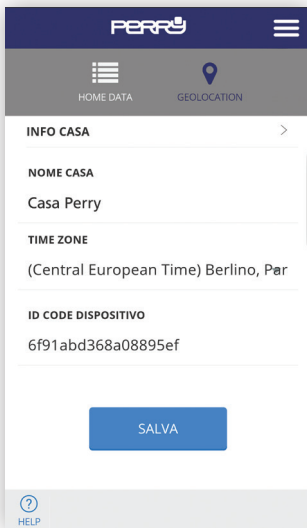 PERRY
HOME DATA GEOLOCATION
INFO CASA
NOME CASA
Casa Perry
TIME ZONE
(Central European Time) Berlino, Par
ID CODE DISPOSITIVO
6f91abd368a08895ef
SALVA
HELP